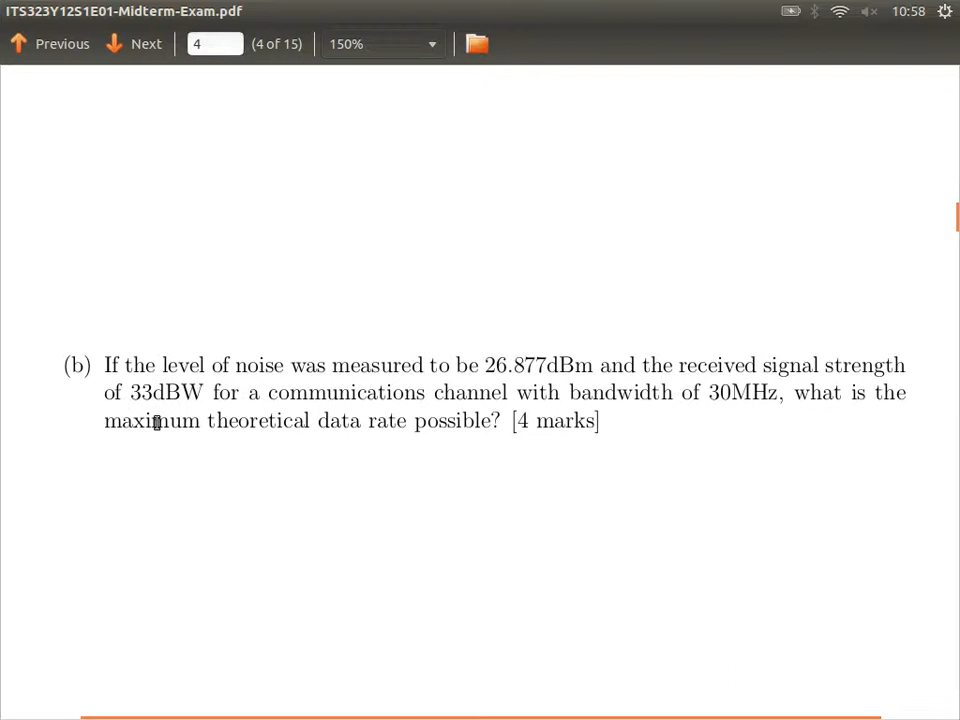 ITS323Y12S1E01-Midterm-Exam.pdf 10:58
Previous Next 4 (4 of 15) 150%
(b) If the level of noise was measured to be 26.877dBm and the received signal strength
of 33dBW for a communications channel with bandwidth of 30MHz, what is the
maximum theoretical data rate possible? [4 marks]